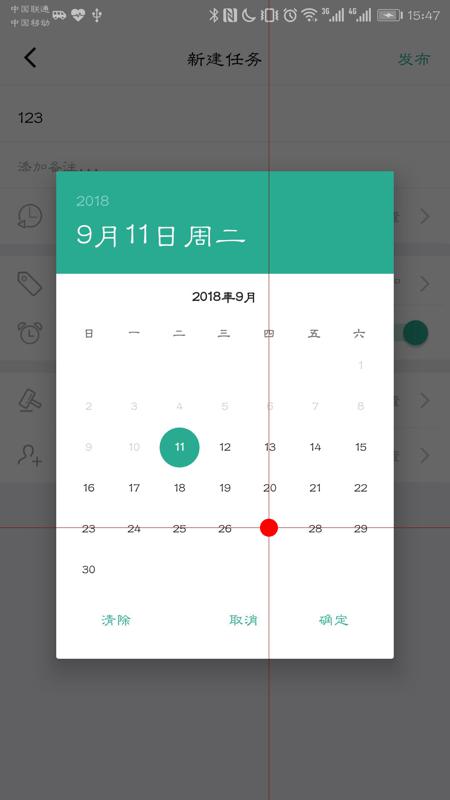 中国联通
中国移动
3G
4G
15:47
新建任务
发布
123
添加备注...
2018
9月11日周二
2018年9月
日 一 二 三 四 五 六
1
2 3 4 5 6 7 8
9 10 11 12 13 14 15
16 17 18 19 20 21 22
23 24 25 26 28 29
30
清除 取消 确定